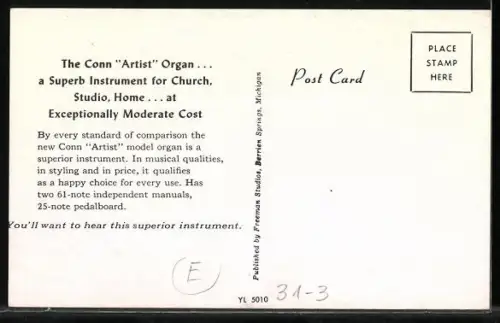 The Conn "Artist" Organ . . .
a Superb Instrument for Church,
Studio, Home . . . at
Exceptionally Moderate Cost
By every standard of comparison the
new Conn "Artist" model organ is a
superior instrument. In musical qualities,
in styling and in price, it qualifies
as a happy choice for every use. Has
two 61-note independent manuals,
25-note pedalboard.
You'll want to hear this superior instrument.
E
Published by Freeman Studios, Berrien Springs, Michigan
YL 5010
31-3
Post Card
PLACE
STAMP
HERE